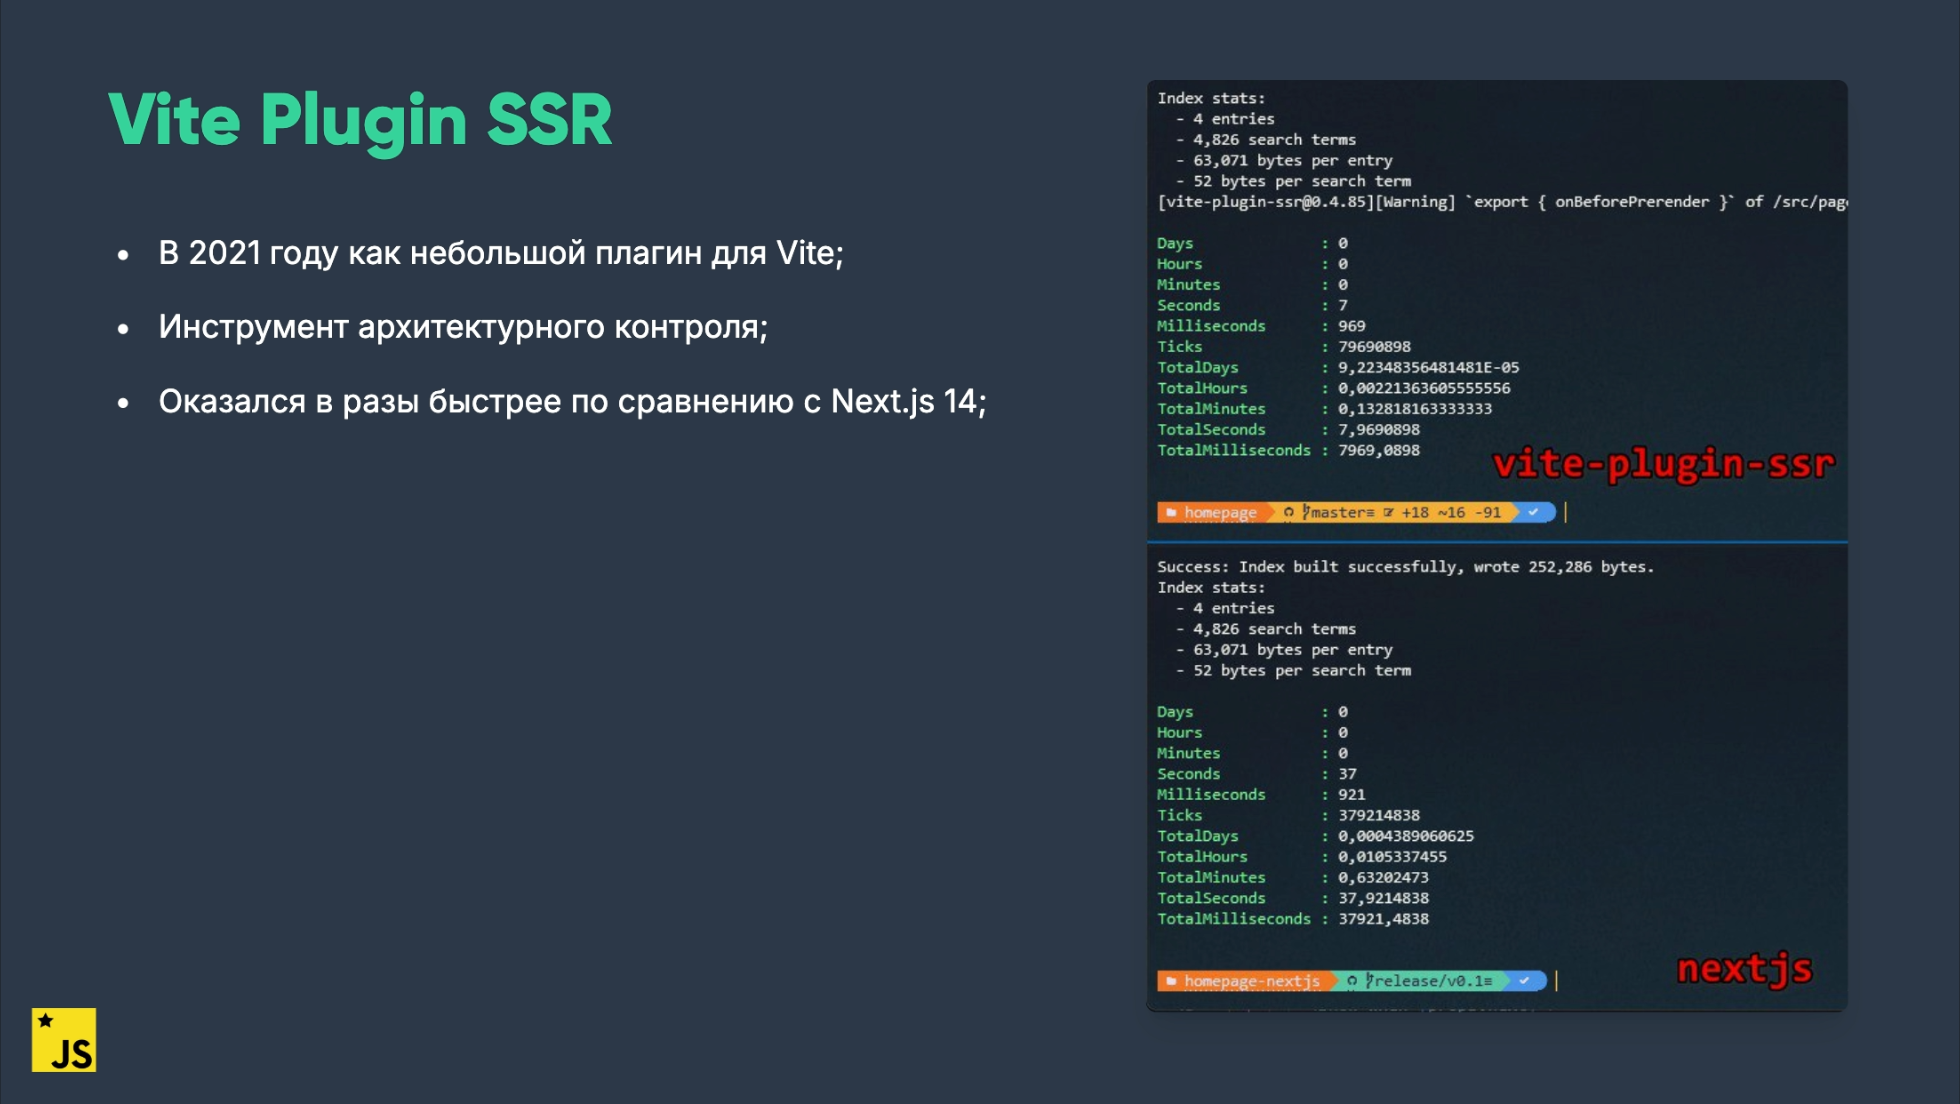 Vite Plugin SSR
В 2021 году как небольшой плагин для Vite;
Инструмент архитектурного контроля;
Оказался в разы быстрее по сравнению с Next.js 14;
Index stats:
- 4 entries
- 4,826 search terms
- 63,071 bytes per entry
- 52 bytes per search term
[vite-plugin-ssr@0.4.85][Warning] `export { onBeforePrerender }` of /src/pag
Days : 0
Hours : 0
Minutes : 0
Seconds : 7
Milliseconds : 969
Ticks : 79690898
TotalDays : 9,22348356481481E-05
TotalHours : 0,00221363605555556
TotalMinutes : 0,132818163333333
TotalSeconds : 7,9690898
TotalMilliseconds : 7969,0898
vite-plugin-ssr
homepage master≡ +18 ~16 -91
Success: Index built successfully, wrote 252,286 bytes.
Index stats:
- 4 entries
- 4,826 search terms
- 63,071 bytes per entry
- 52 bytes per search term
Days : 0
Hours : 0
Minutes : 0
Seconds : 37
Milliseconds : 921
Ticks : 379214838
TotalDays : 0,0004389060625
TotalHours : 0,0105337455
TotalMinutes : 0,63202473
TotalSeconds : 37,9214838
TotalMilliseconds : 37921,4838
nextjs
homepage-nextjs release/v0.1≡
JS